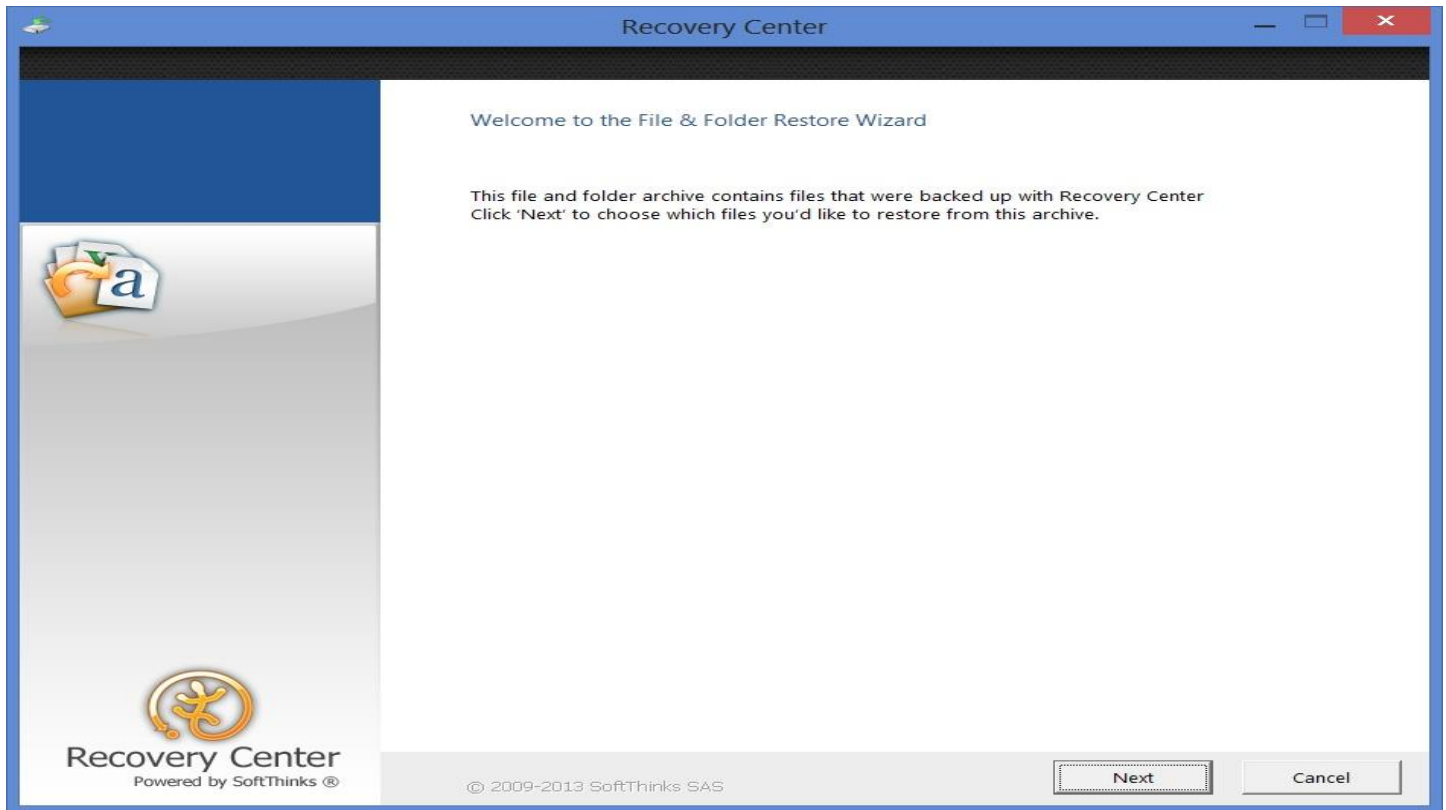 Recovery Center
Welcome to the File & Folder Restore Wizard
This file and folder archive contains files that were backed up with Recovery Center
Click ‘Next’ to choose which files you’d like to restore from this archive.
a
Recovery Center
Powered by SoftThinks ®
© 2009-2013 SoftThinks SAS
Next
Cancel